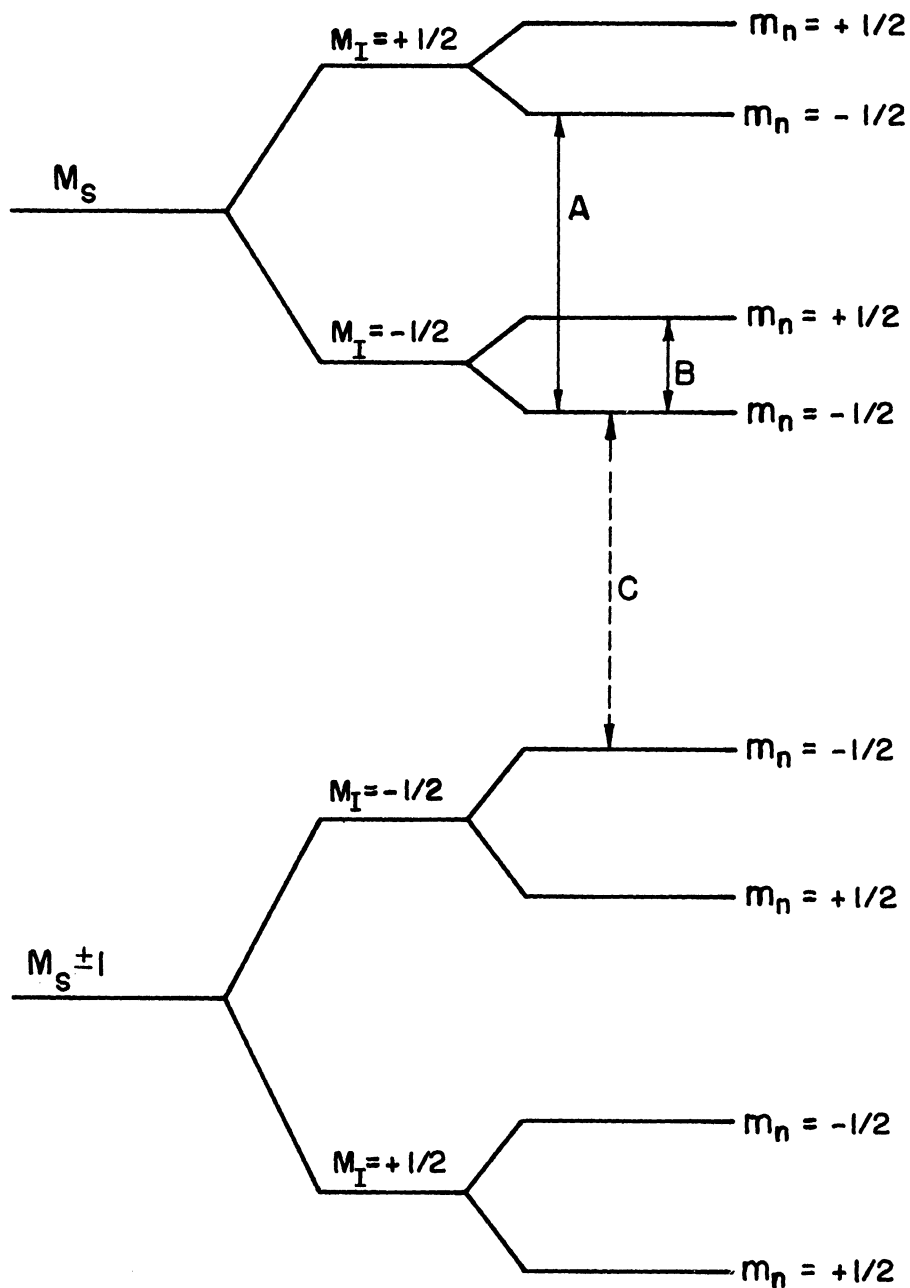 M_I = + 1/2
m_n = + 1/2
m_n = - 1/2
M_S
A
M_I = - 1/2
m_n = + 1/2
B
m_n = - 1/2
C
m_n = - 1/2
M_I = - 1/2
m_n = + 1/2
M_S ± 1
m_n = - 1/2
M_I = + 1/2
m_n = + 1/2